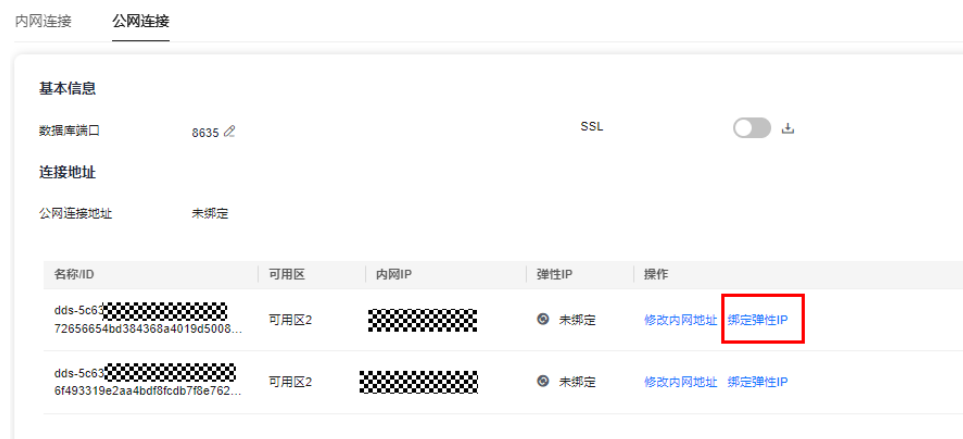 内网连接 公网连接
基本信息
数据库端口 8635 SSL
连接地址
公网连接地址 未绑定
名称/ID 可用区 内网IP 弹性IP 操作
dds-5c63
可用区2 未绑定 修改内网地址 绑定弹性IP
72656654bd384368a4019d5008...
dds-5c63
可用区2 未绑定 修改内网地址 绑定弹性IP
6f493319e2aa4bdf8fcdb7f8e762...